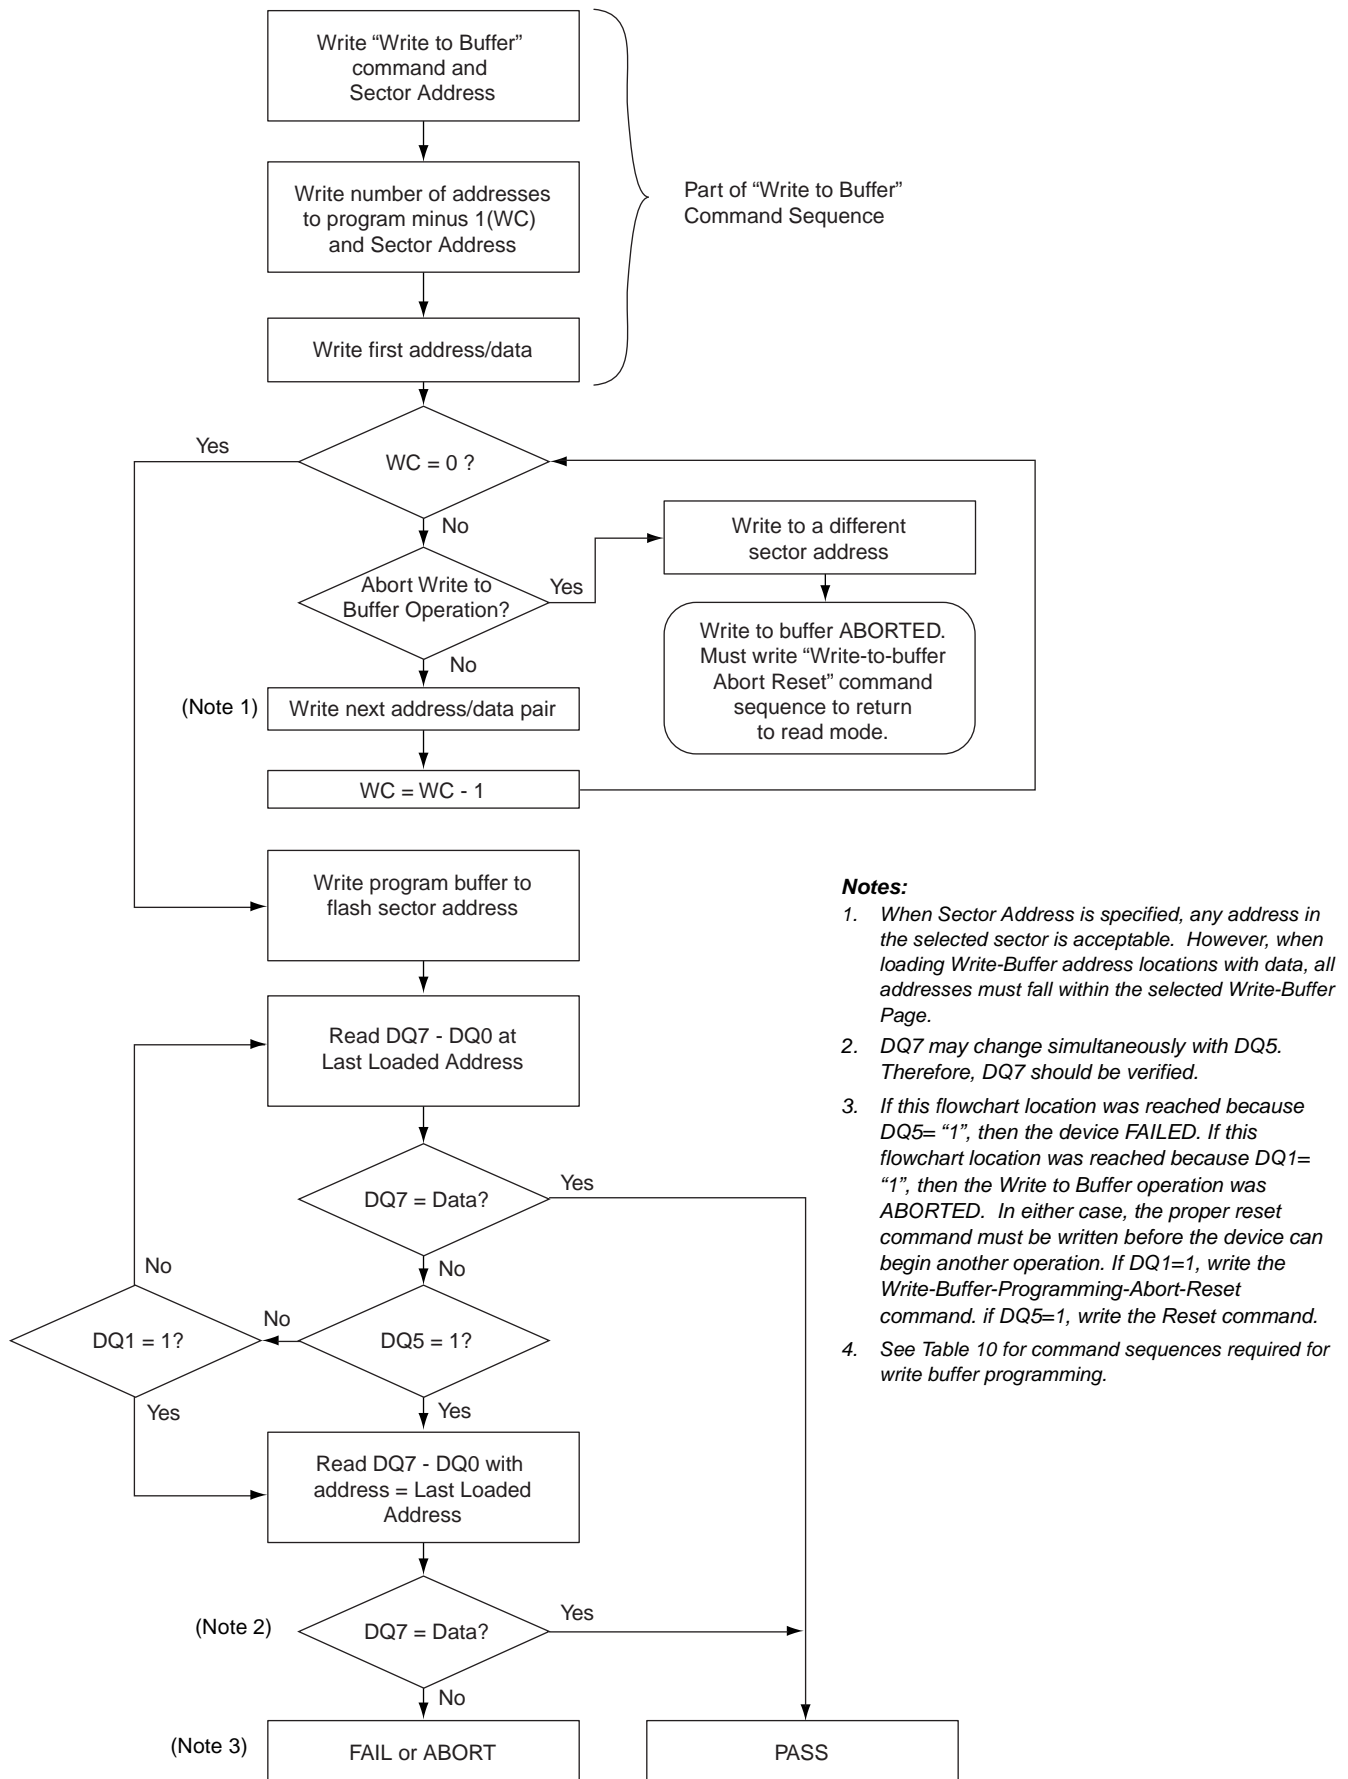 Write “Write to Buffer”
command and
Sector Address
Write number of addresses
to program minus 1(WC)
and Sector Address
Part of “Write to Buffer”
Command Sequence
Write first address/data
Yes
WC = 0 ?
No
Write to a different
sector address
Abort Write to
Buffer Operation?
Yes
Write to buffer ABORTED.
Must write “Write-to-buffer
Abort Reset” command
sequence to return
to read mode.
No
(Note 1)
Write next address/data pair
WC = WC - 1
Write program buffer to
flash sector address
Notes:
1. When Sector Address is specified, any address in
the selected sector is acceptable. However, when
loading Write-Buffer address locations with data, all
addresses must fall within the selected Write-Buffer
Page.
2. DQ7 may change simultaneously with DQ5.
Therefore, DQ7 should be verified.
3. If this flowchart location was reached because
DQ5= “1”, then the device FAILED. If this
flowchart location was reached because DQ1=
“1”, then the Write to Buffer operation was
ABORTED. In either case, the proper reset
command must be written before the device can
begin another operation. If DQ1=1, write the
Write-Buffer-Programming-Abort-Reset
command. if DQ5=1, write the Reset command.
4. See Table 10 for command sequences required for
write buffer programming.
Read DQ7 - DQ0 at
Last Loaded Address
DQ7 = Data?
Yes
No
No
DQ1 = 1?
No
DQ5 = 1?
Yes
Yes
Read DQ7 - DQ0 with
address = Last Loaded
Address
(Note 2)
DQ7 = Data?
Yes
No
(Note 3)
FAIL or ABORT
PASS